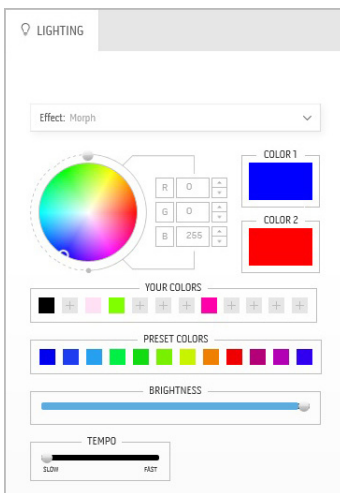 LIGHTING
Effect: Morph
COLOR 1
R 0
G 0
B 255
COLOR 2
YOUR COLORS
PRESET COLORS
BRIGHTNESS
TEMPO
SLOW FAST